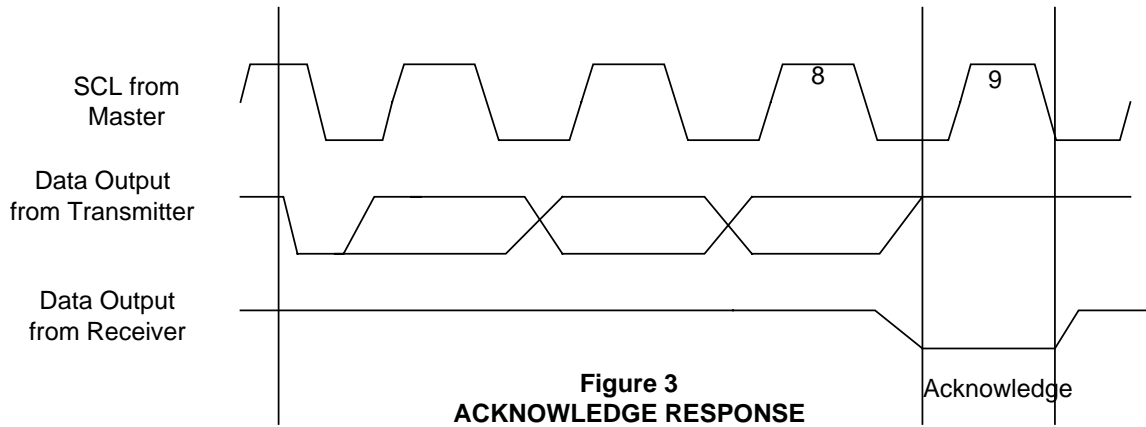 SCL from
Master
8
9
Data Output
from Transmitter
Data Output
from Receiver
Figure 3
ACKNOWLEDGE RESPONSE
Acknowledge